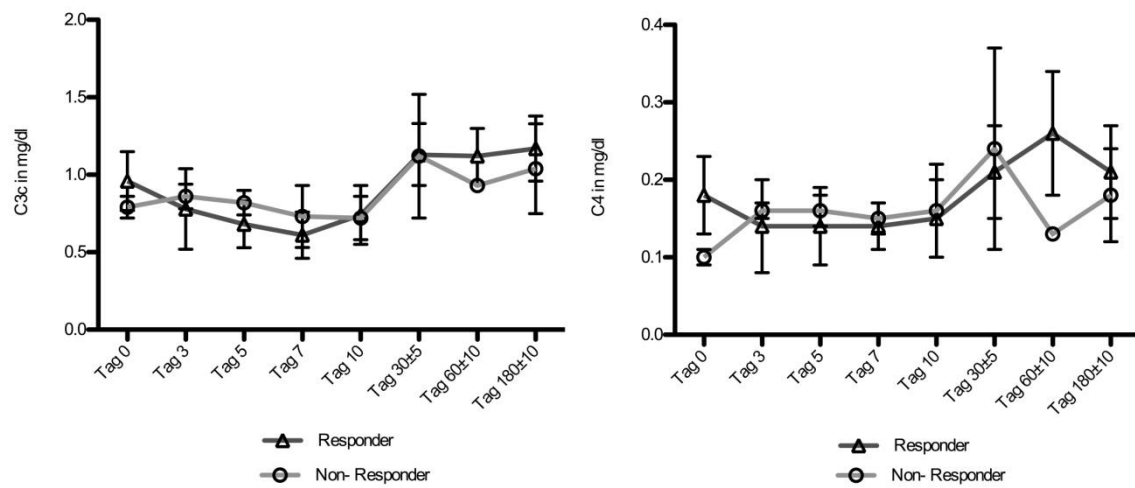 C3c in mg/dl
2.0
1.5
1.0
0.5
0.0
Tag 0
Tag 3
Tag 5
Tag 7
Tag 10
Tag 30±5
Tag 60±10
Tag 180±10
Responder
Non- Responder
C4 in mg/dl
0.4
0.3
0.2
0.1
0.0
Tag 0
Tag 3
Tag 5
Tag 7
Tag 10
Tag 30±5
Tag 60±10
Tag 180±10
Responder
Non- Responder